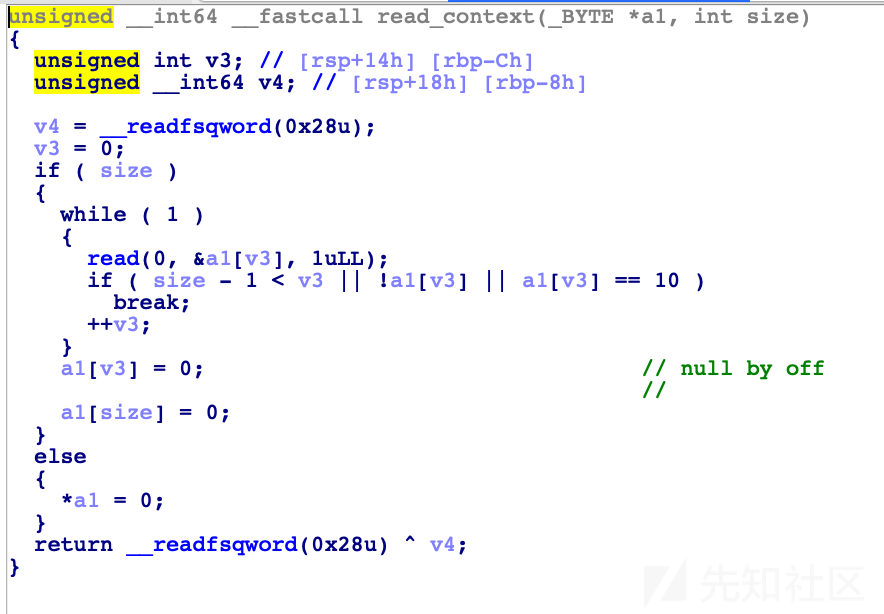 unsigned __int64 __fastcall read_context(_BYTE *a1, int size)
{
  unsigned int v3; // [rsp+14h] [rbp-Ch]
  unsigned __int64 v4; // [rsp+18h] [rbp-8h]

  v4 = __readfsqword(0x28u);
  v3 = 0;
  if ( size )
  {
    while ( 1 )
    {
      read(0, &a1[v3], 1uLL);
      if ( size - 1 < v3 || !a1[v3] || a1[v3] == 10 )
        break;
      ++v3;
    }
    a1[v3] = 0;                                 // null by off
                                                //
    a1[size] = 0;
  }
  else
  {
    *a1 = 0;
  }
  return __readfsqword(0x28u) ^ v4;
}
先知社区